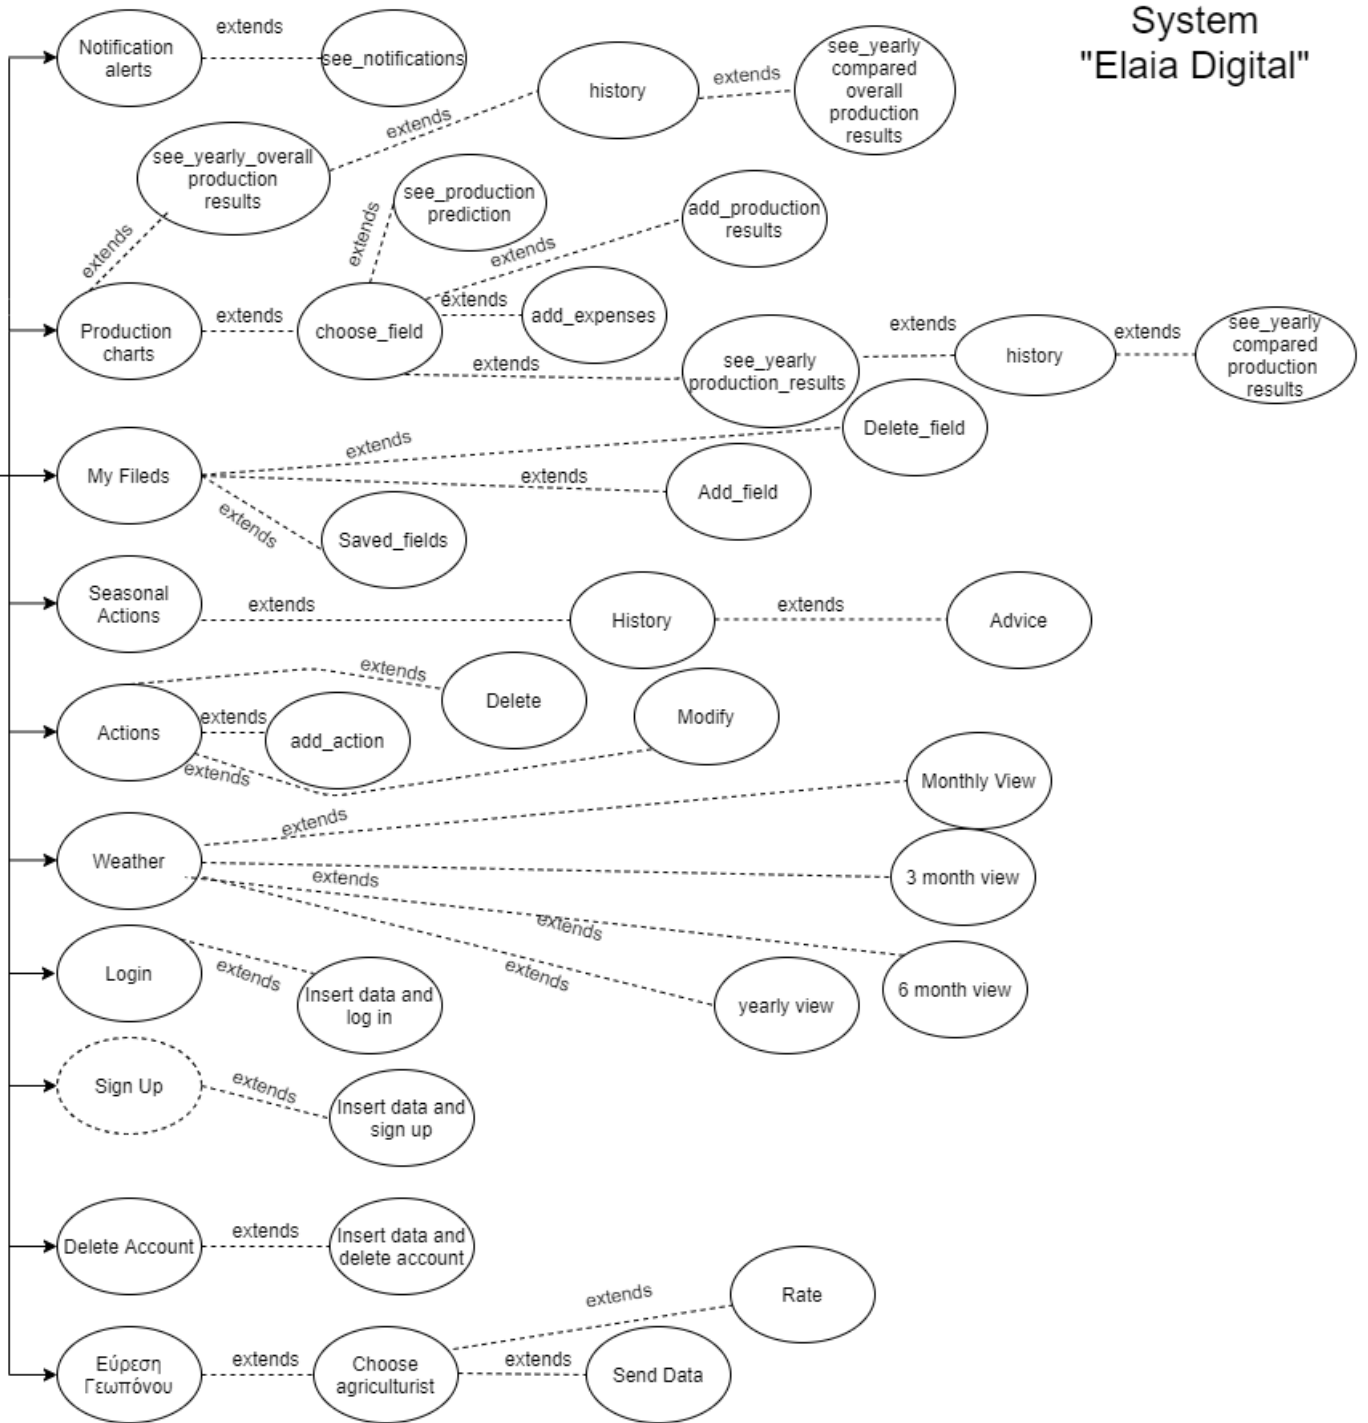 System
"Elaia Digital"
Notification
alerts
extends
see_notifications
history
extends
see_yearly
compared
overall
production
results
extends
see_yearly_overall
production
results
see_production
prediction
add_production
results
extends
extends
extends
Production
charts
extends
choose_field
extends
add_expenses
extends
see_yearly
production_results
extends
history
extends
see_yearly
compared
production
results
My Fileds
extends
Delete_field
extends
Add_field
extends
Saved_fields
Seasonal
Actions
extends
History
extends
Advice
Actions
extends
Delete
extends
add_action
extends
Modify
Weather
extends
Monthly View
extends
3 month view
extends
6 month view
extends
yearly view
Login
extends
Insert data and
log in
Sign Up
extends
Insert data and
sign up
Delete Account
extends
Insert data and
delete account
Εύρεση
Γεωπόνου
extends
Choose
agriculturist
extends
Rate
extends
Send Data